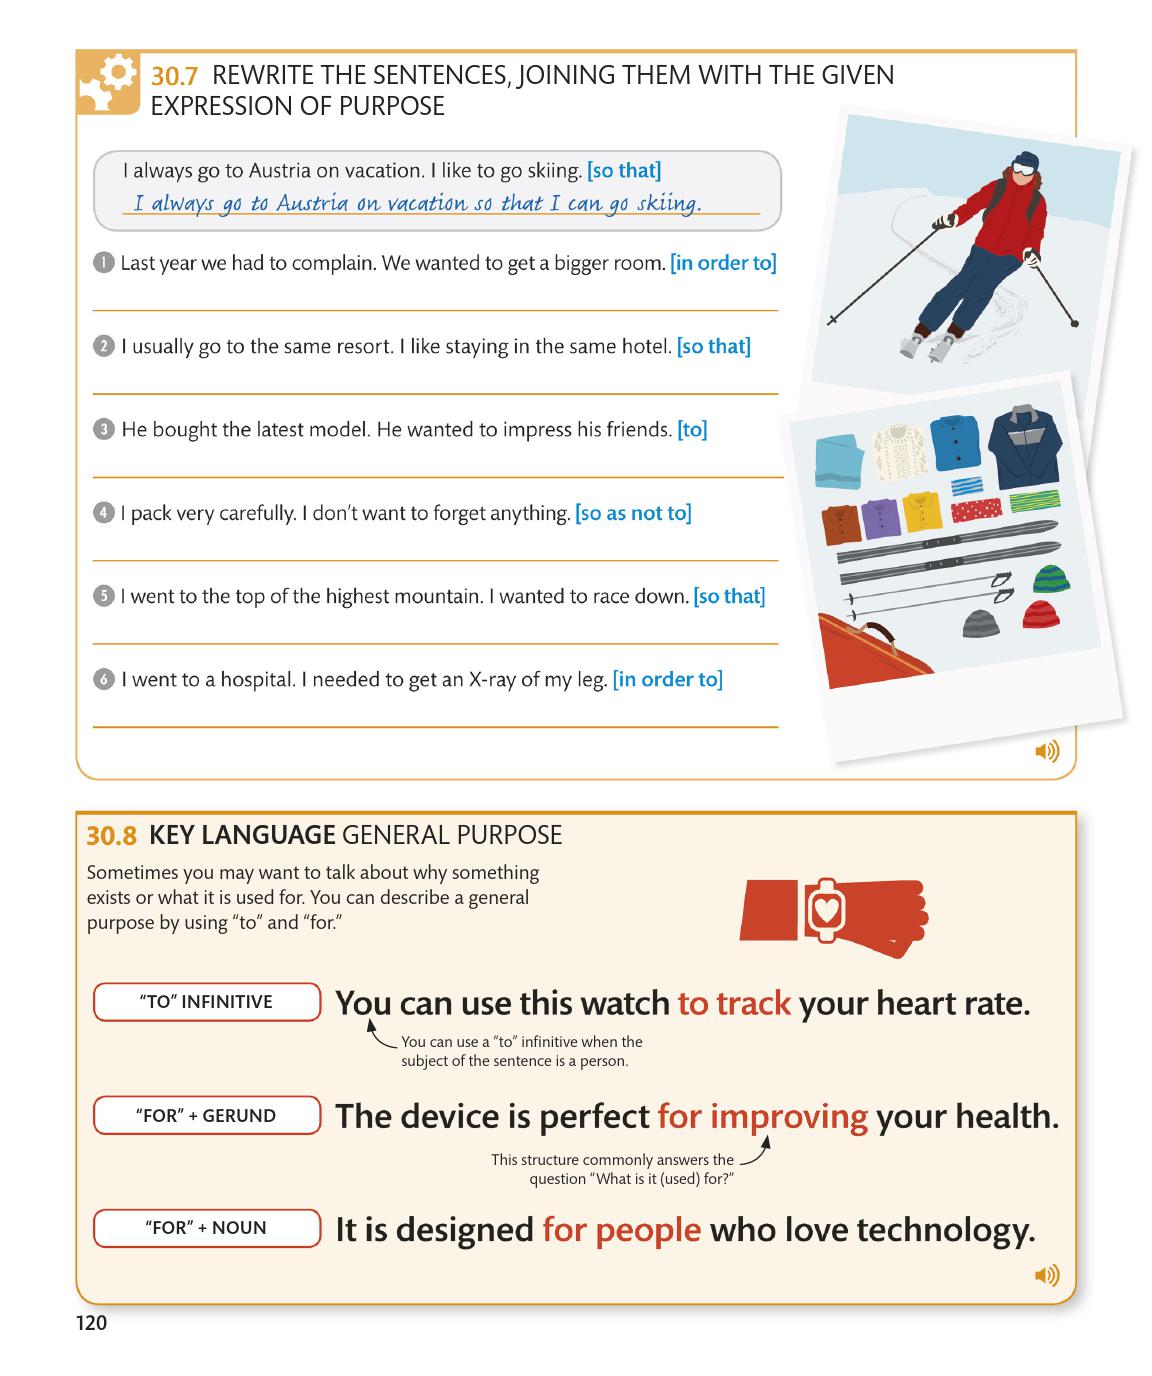 30.7 REWRITE THE SENTENCES, JOINING THEM WITH THE GIVEN
EXPRESSION OF PURPOSE
I always go to Austria on vacation. I like to go skiing. [so that]
I always go to Austria on vacation so that I can go skiing.
1 Last year we had to complain. We wanted to get a bigger room. [in order to]
2 I usually go to the same resort. I like staying in the same hotel. [so that]
3 He bought the latest model. He wanted to impress his friends. [to]
4 I pack very carefully. I don't want to forget anything. [so as not to]
5 I went to the top of the highest mountain. I wanted to race down. [so that]
6 I went to a hospital. I needed to get an X-ray of my leg. [in order to]
30.8 KEY LANGUAGE GENERAL PURPOSE
Sometimes you may want to talk about why something
exists or what it is used for. You can describe a general
purpose by using “to” and “for.”
“TO” INFINITIVE
You can use this watch to track your heart rate.
You can use a “to” infinitive when the
subject of the sentence is a person.
“FOR” + GERUND
The device is perfect for improving your health.
This structure commonly answers the
question “What is it (used) for?”
“FOR” + NOUN
It is designed for people who love technology.
120